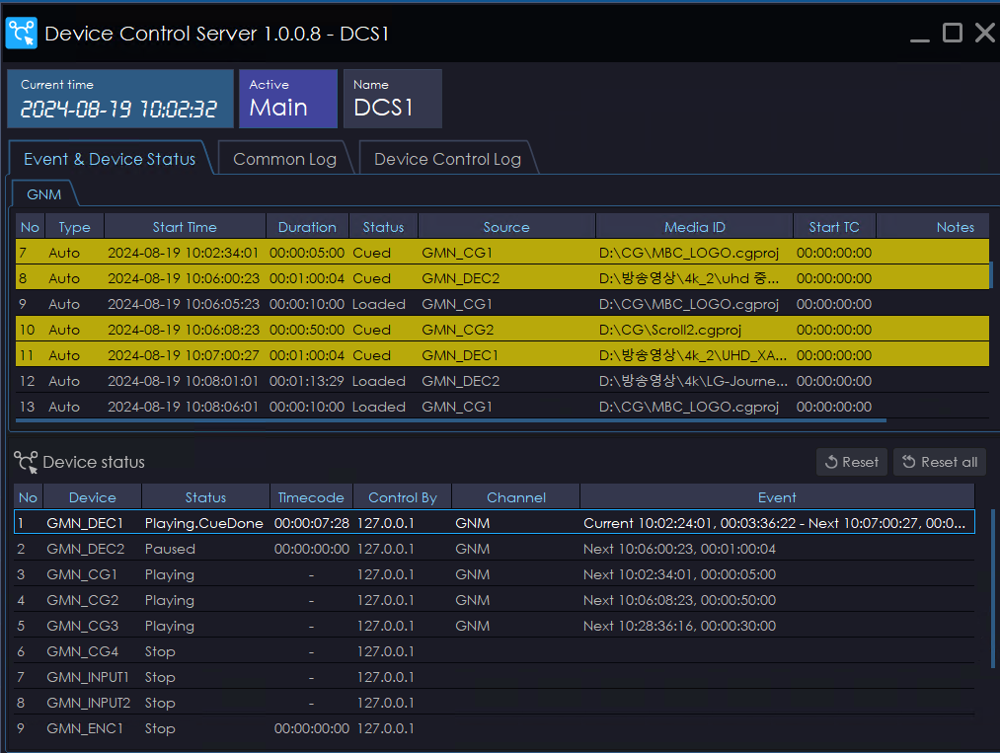 Device Control Server 1.0.0.8 - DCS1
Current time
2024-08-19 10:02:32
Active
Main
Name
DCS1
Event & Device Status
Common Log
Device Control Log
GNM
No Type Start Time Duration Status Source Media ID Start TC Notes
7 Auto 2024-08-19 10:02:34:01 00:00:05:00 Cued GMN_CG1 D:\CG\MBC_LOGO.cgproj 00:00:00:00
8 Auto 2024-08-19 10:06:00:23 00:01:00:04 Cued GMN_DEC2 D:\방송영상\4k_2\uhd 중... 00:00:00:00
9 Auto 2024-08-19 10:06:05:23 00:00:10:00 Loaded GMN_CG1 D:\CG\MBC_LOGO.cgproj 00:00:00:00
10 Auto 2024-08-19 10:06:08:23 00:00:50:00 Cued GMN_CG2 D:\CG\Scroll2.cgproj 00:00:00:00
11 Auto 2024-08-19 10:07:00:27 00:01:00:04 Cued GMN_DEC1 D:\방송영상\4k_2\UHD_XA... 00:00:00:00
12 Auto 2024-08-19 10:08:01:01 00:01:13:29 Loaded GMN_DEC2 D:\방송영상\4k\LG-Journe... 00:00:00:00
13 Auto 2024-08-19 10:08:06:01 00:00:10:00 Loaded GMN_CG1 D:\CG\MBC_LOGO.cgproj 00:00:00:00
Device status
Reset
Reset all
No Device Status Timecode Control By Channel Event
1 GMN_DEC1 Playing.CueDone 00:00:07:28 127.0.0.1 GNM Current 10:02:24:01, 00:03:36:22 - Next 10:07:00:27, 00:0...
2 GMN_DEC2 Paused 00:00:00:00 127.0.0.1 GNM Next 10:06:00:23, 00:01:00:04
3 GMN_CG1 Playing - 127.0.0.1 GNM Next 10:02:34:01, 00:00:05:00
4 GMN_CG2 Playing - 127.0.0.1 GNM Next 10:06:08:23, 00:00:50:00
5 GMN_CG3 Playing - 127.0.0.1 GNM Next 10:28:36:16, 00:00:30:00
6 GMN_CG4 Stop - 127.0.0.1
7 GMN_INPUT1 Stop - 127.0.0.1
8 GMN_INPUT2 Stop - 127.0.0.1
9 GMN_ENC1 Stop 00:00:00:00 127.0.0.1